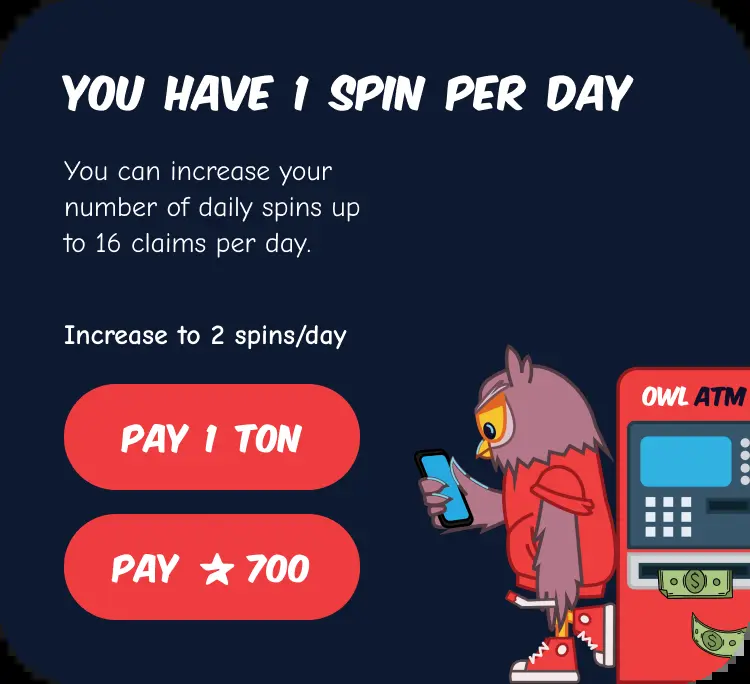 YOU HAVE 1 SPIN PER DAY
You can increase your
number of daily spins up
to 16 claims per day.
Increase to 2 spins/day
PAY 1 TON
PAY ★ 700
OWL ATM
$
$